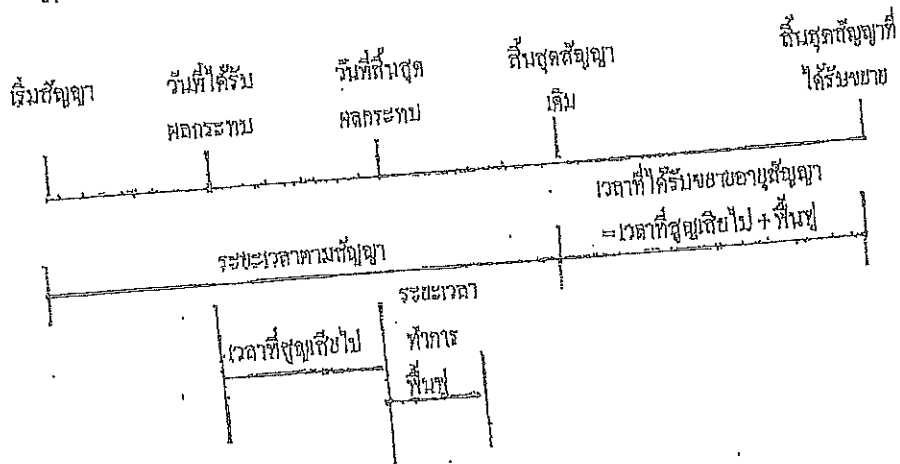 เริ่มสัญญา
วันที่ได้รับ
ผลกระทบ
วันที่สิ้นสุด
ผลกระทบ
สิ้นสุดสัญญา
เดิม
สิ้นสุดสัญญาที่
ได้รับขยาย
ระยะเวลาตามสัญญา
เวลาที่ได้รับขยายอายุสัญญา
=เวลาที่สูญเสียไป + ฟื้นฟู
เวลาที่สูญเสียไป
ระยะเวลา
ทำการ
ฟื้นฟู